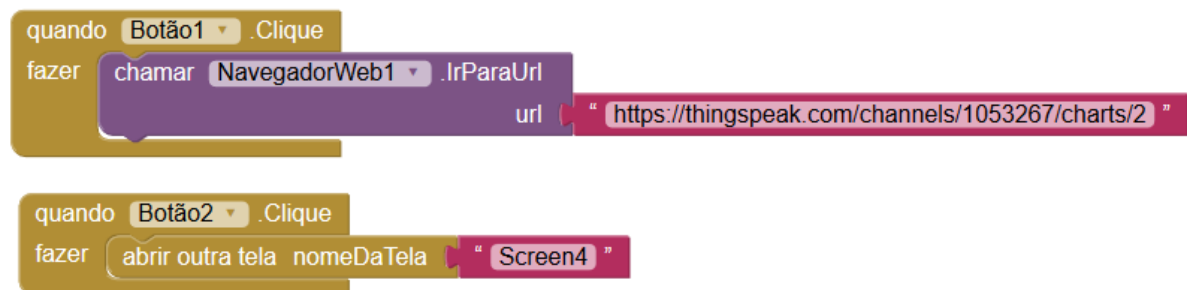 quando Botão1 .Clique
fazer chamar NavegadorWeb1 .IrParaUrl
url “ https://thingspeak.com/channels/1053267/charts/2 ”
quando Botão2 .Clique
fazer abrir outra tela nomeDaTela “ Screen4 ”